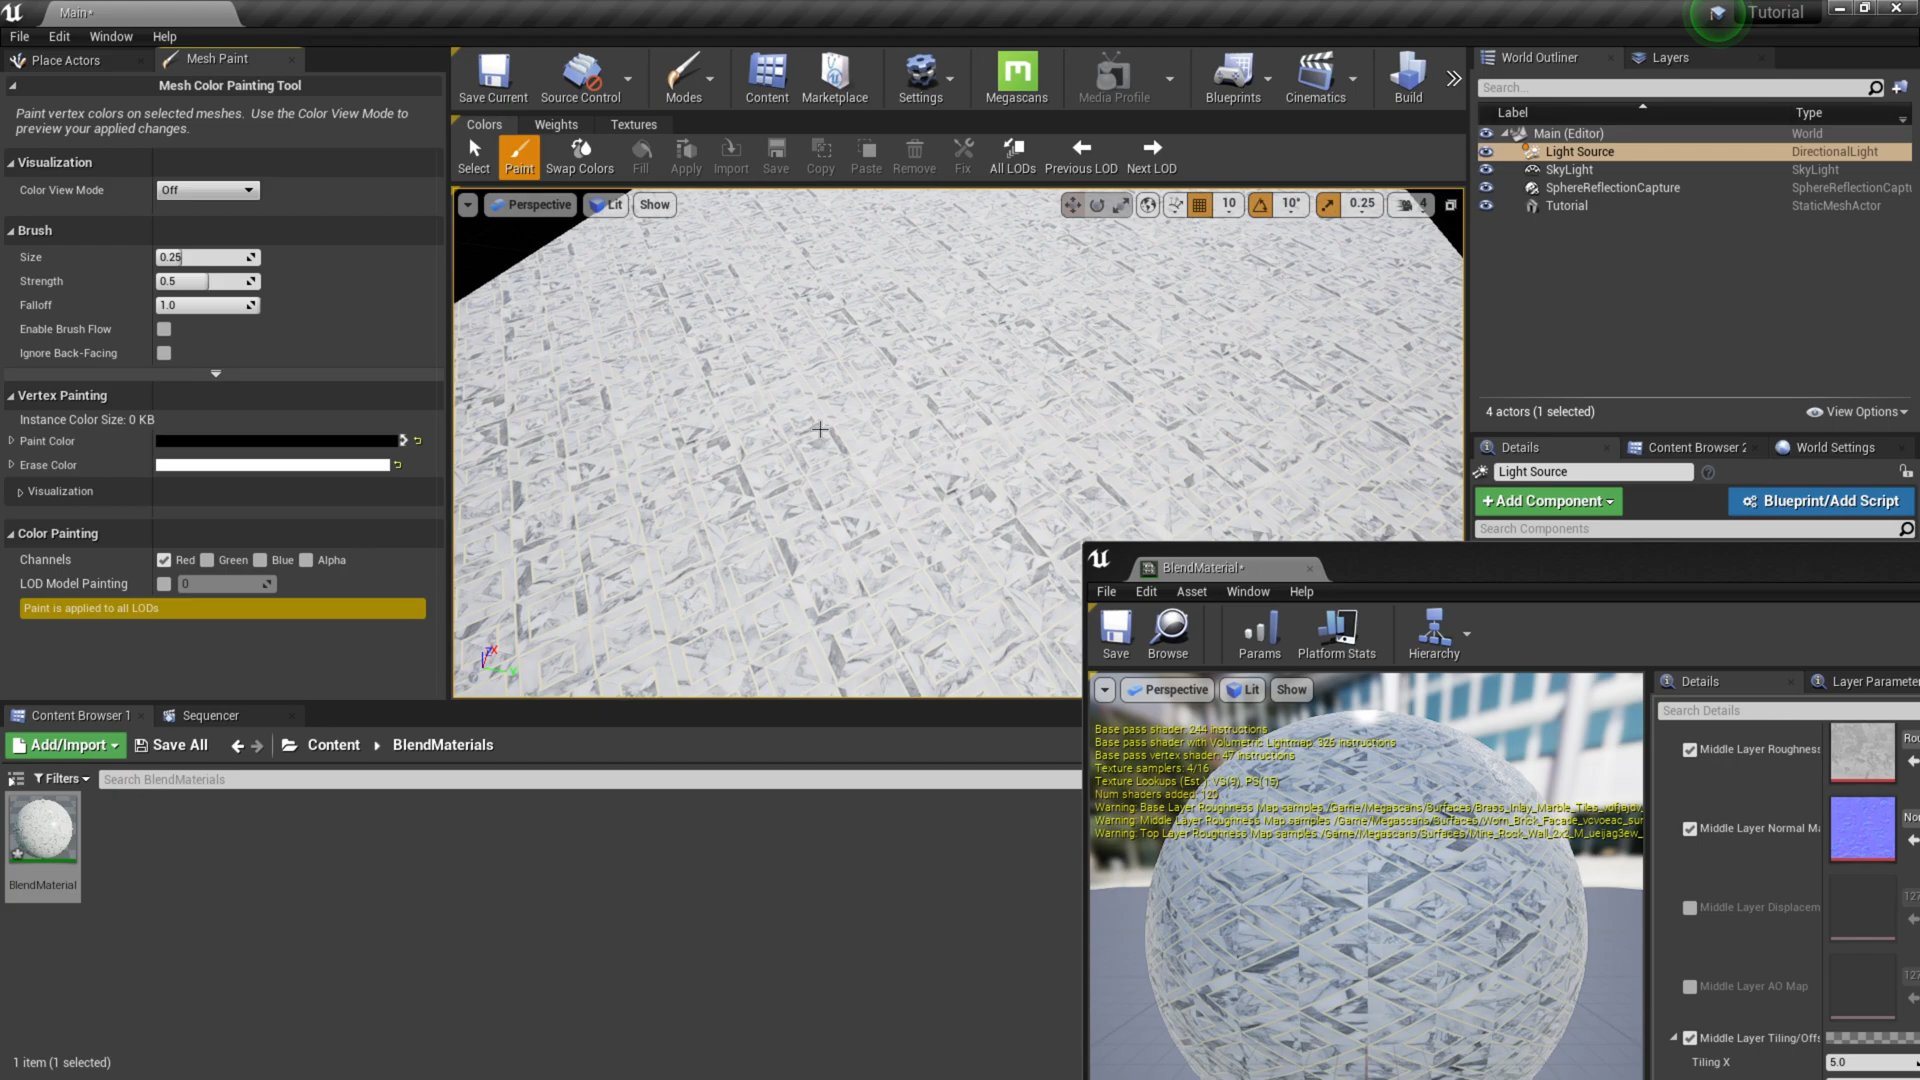 Main*
Tutorial
File Edit Window Help
Place Actors
Mesh Paint
Mesh Color Painting Tool
Paint vertex colors on selected meshes. Use the Color View Mode to
preview your applied changes.
Visualization
Color View Mode Off
Brush
Size 0.25
Strength 0.5
Falloff 1.0
Enable Brush Flow
Ignore Back-Facing
Vertex Painting
Instance Color Size: 0 KB
Paint Color
Erase Color
Visualization
Color Painting
Channels Red Green Blue Alpha
LOD Model Painting 0
Paint is applied to all LODs
Save Current Source Control Modes Content Marketplace Settings Megascans Media Profile Blueprints Cinematics Build
Colors Weights Textures
Select Paint Swap Colors Fill Apply Import Save Copy Paste Remove Fix All LODs Previous LOD Next LOD
Perspective Lit Show 10 10° 0.25 4
World Outliner Layers
Search...
Label Type
Main (Editor) World
Light Source DirectionalLight
SkyLight SkyLight
SphereReflectionCapture SphereReflectionCaptu
Tutorial StaticMeshActor
4 actors (1 selected) View Options
Details Content Browser 2 World Settings
Light Source
+Add Component Blueprint/Add Script
Search Components
Content Browser 1 Sequencer
Add/Import Save All Content BlendMaterials
Filters Search BlendMaterials
BlendMaterial
1 item (1 selected)
BlendMaterial*
File Edit Asset Window Help
Save Browse Params Platform Stats Hierarchy
Perspective Lit Show
Base pass shader: 244 instructions
Base pass shader with Volumetric Lightmap: 326 instructions
Base pass vertex shader: 47 instructions
Texture samplers: 4/16
Texture Lookups (Est.): VS(9), PS(15)
Num shaders added: 120
Warning: Base Layer Roughness Map samples /Game/Megascans/Surfaces/Brass_Inlay_Marble_Tiles_
Warning: Middle Layer Roughness Map samples /Game/Megascans/Surfaces/Worn_Brick_Facade_vcvoeac_sur
Warning: Top Layer Roughness Map samples /Game/Megascans/Surfaces/Mine_Rock_Wall_2x2_M_uejag3ew_
Details Layer Parameter
Search Details
Middle Layer Roughness Rou
Middle Layer Normal Ma Nor
Middle Layer Displacem 127
Middle Layer AO Map 127
Middle Layer Tiling/Offs
Tiling X 5.0